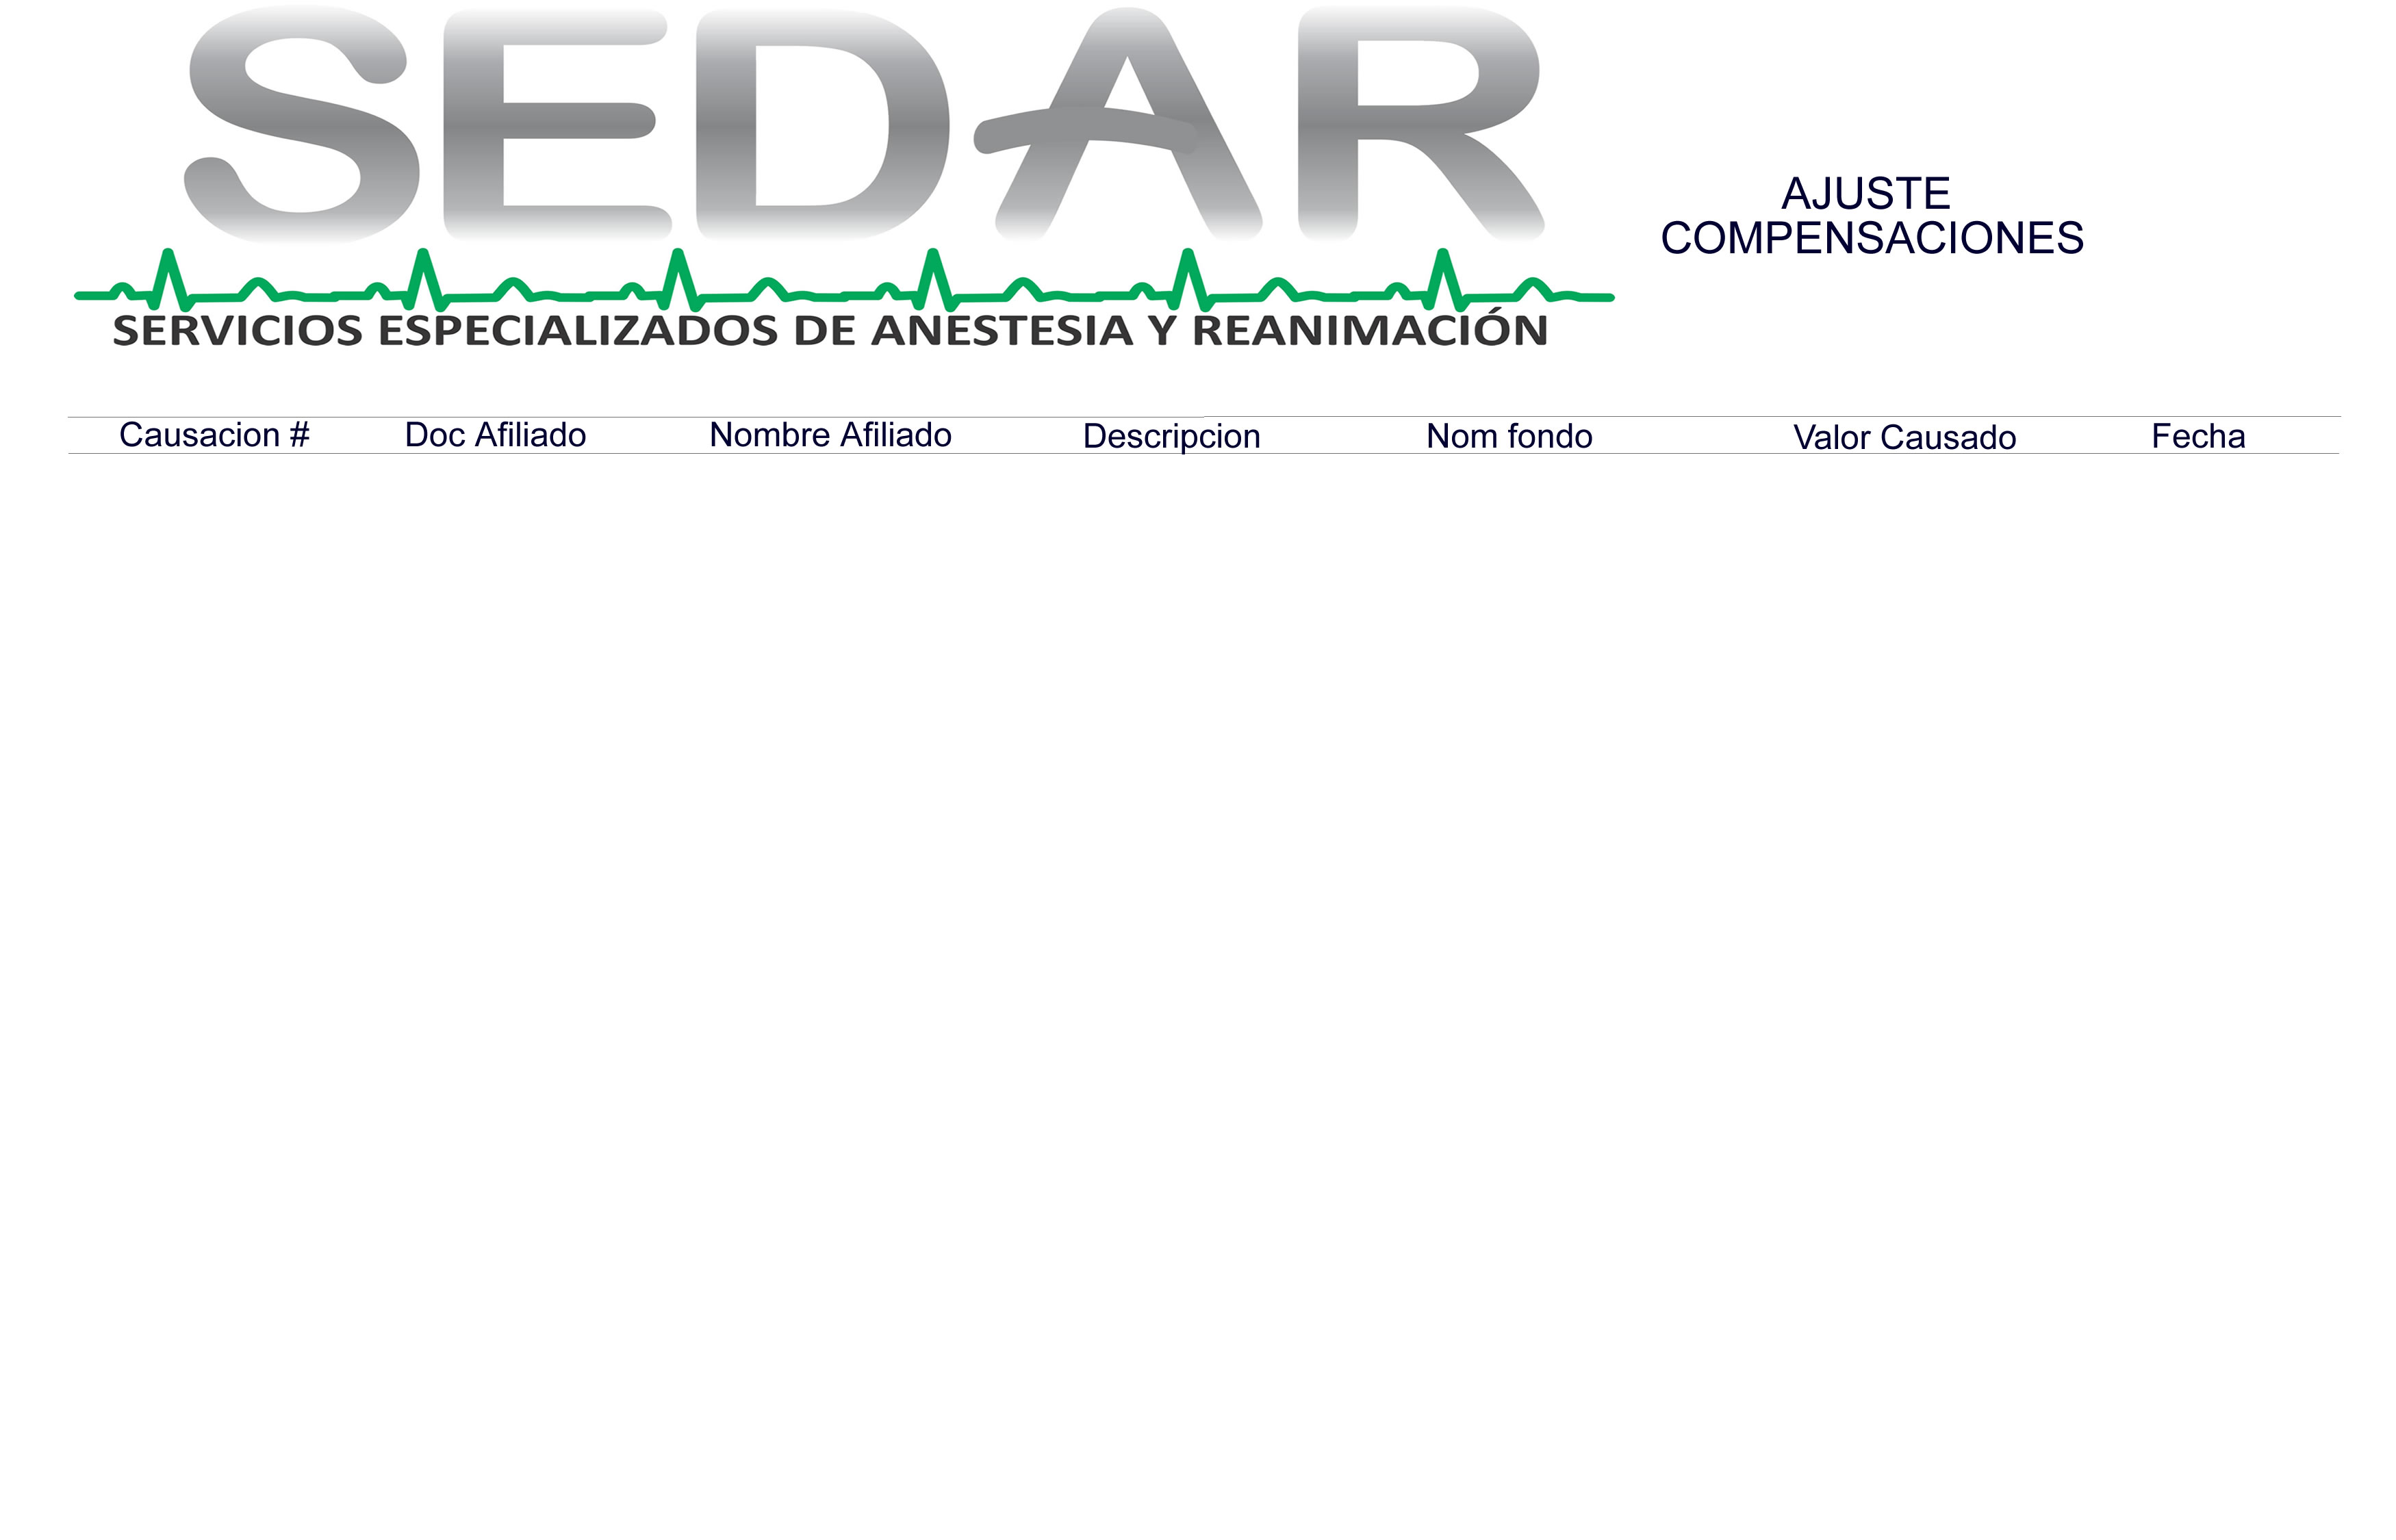 SEDAR
AJUSTE
COMPENSACIONES
SERVICIOS ESPECIALIZADOS DE ANESTESIA Y REANIMACIÓN
Causacion # Doc Afiliado Nombre Afiliado Descripcion Nom fondo Valor Causado Fecha